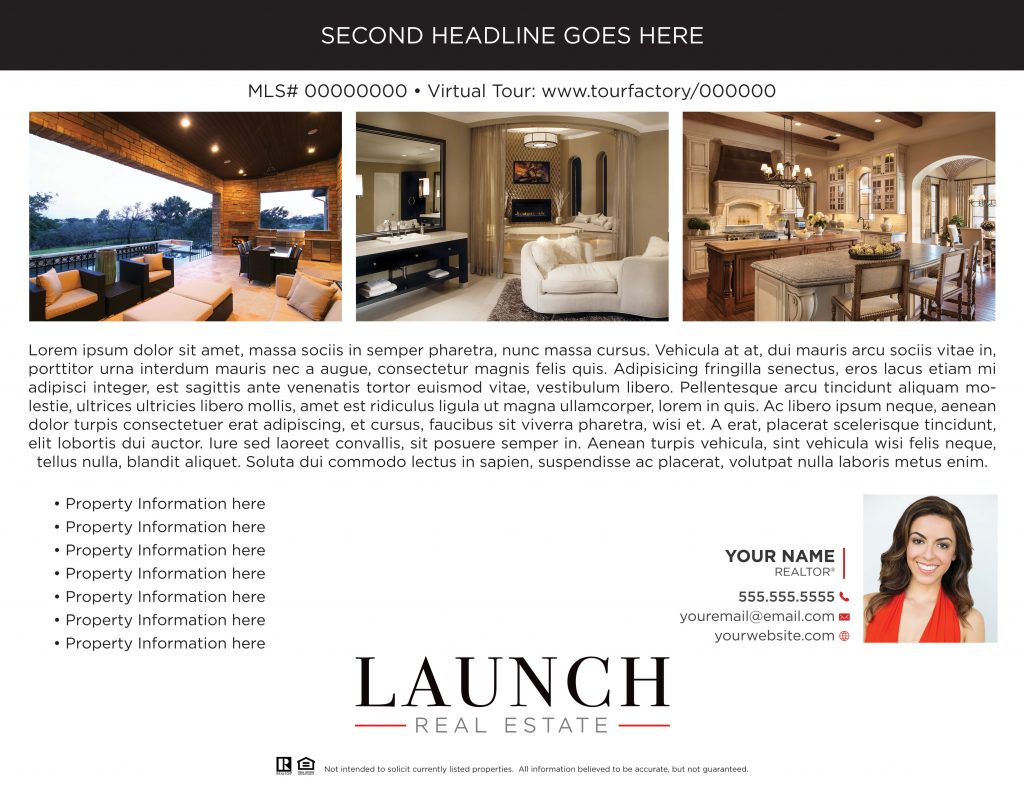 SECOND HEADLINE GOES HERE
MLS# 00000000 • Virtual Tour: www.tourfactory/000000
Lorem ipsum dolor sit amet, massa sociis in semper pharetra, nunc massa cursus. Vehicula at at, dui mauris arcu sociis vitae in,
porttitor urna interdum mauris nec a augue, consectetur magnis felis quis. Adipisicing fringilla senectus, eros lacus etiam mi
adipisci integer, est sagittis ante venenatis tortor euismod vitae, vestibulum libero. Pellentesque arcu tincidunt aliquam mo-
lestie, ultrices ultricies libero mollis, amet est ridiculus ligula ut magna ullamcorper, lorem in quis. Ac libero ipsum neque, aenean
dolor turpis consectetuer erat adipiscing, et cursus, faucibus sit viverra pharetra, wisi et. A erat, placerat scelerisque tincidunt,
elit lobortis dui auctor. Iure sed laoreet convallis, sit posuere semper in. Aenean turpis vehicula, sint vehicula wisi felis neque,
tellus nulla, blandit aliquet. Soluta dui commodo lectus in sapien, suspendisse ac placerat, volutpat nulla laboris metus enim.
• Property Information here
• Property Information here
• Property Information here
• Property Information here
• Property Information here
• Property Information here
• Property Information here
YOUR NAME
REALTOR®
555.555.5555
youremail@email.com
yourwebsite.com
LAUNCH
REAL ESTATE
Not intended to solicit currently listed properties. All information believed to be accurate, but not guaranteed.